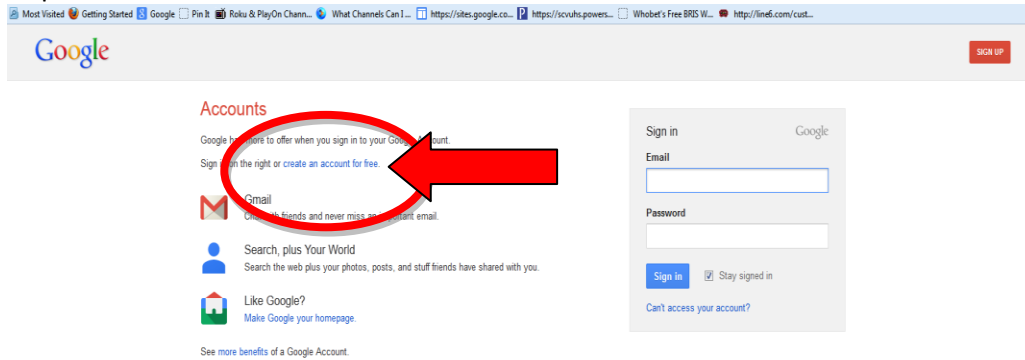 Most Visited Getting Started Google Pin It Roku & PlayOn Chann... What Channels Can I ... https://sites.google.co... https://scvuhs.powers... Whobet's Free BRIS W... http://line6.com/cust...
Google
SIGN UP
Accounts
Google more to offer when you sign in to your
Sign on the right or create an account for free.
Gmail
friends and never miss an important email.
Search, plus Your World
Search the web plus your photos, posts, and stuff friends have shared with you.
Like Google?
Make Google your homepage.
See more benefits of a Google Account.
Sign in Google
Email
Password
Sign in Stay signed in
Can't access your account?